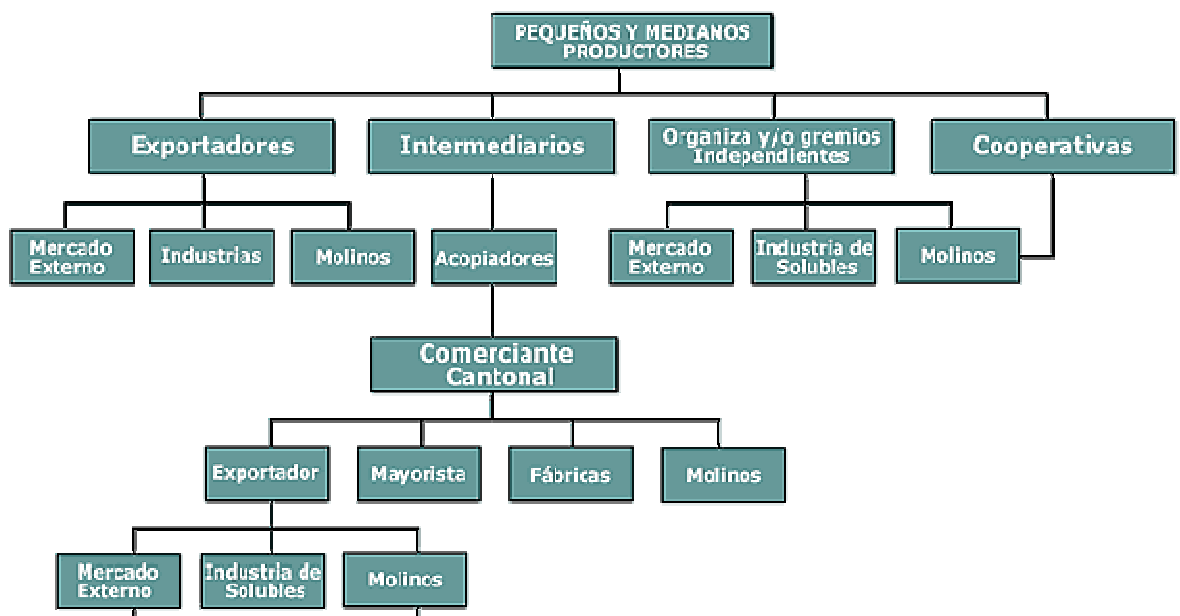 PEQUEÑOS Y MEDIANOS
PRODUCTORES
Exportadores
Intermediarios
Organiza y/o gremios
Independientes
Cooperativas
Mercado
Externo
Industrias
Molinos
Acopiadores
Mercado
Externo
Industria de
Solubles
Molinos
Comerciante
Cantonal
Exportador
Mayorista
Fábricas
Molinos
Mercado
Externo
Industria de
Solubles
Molinos